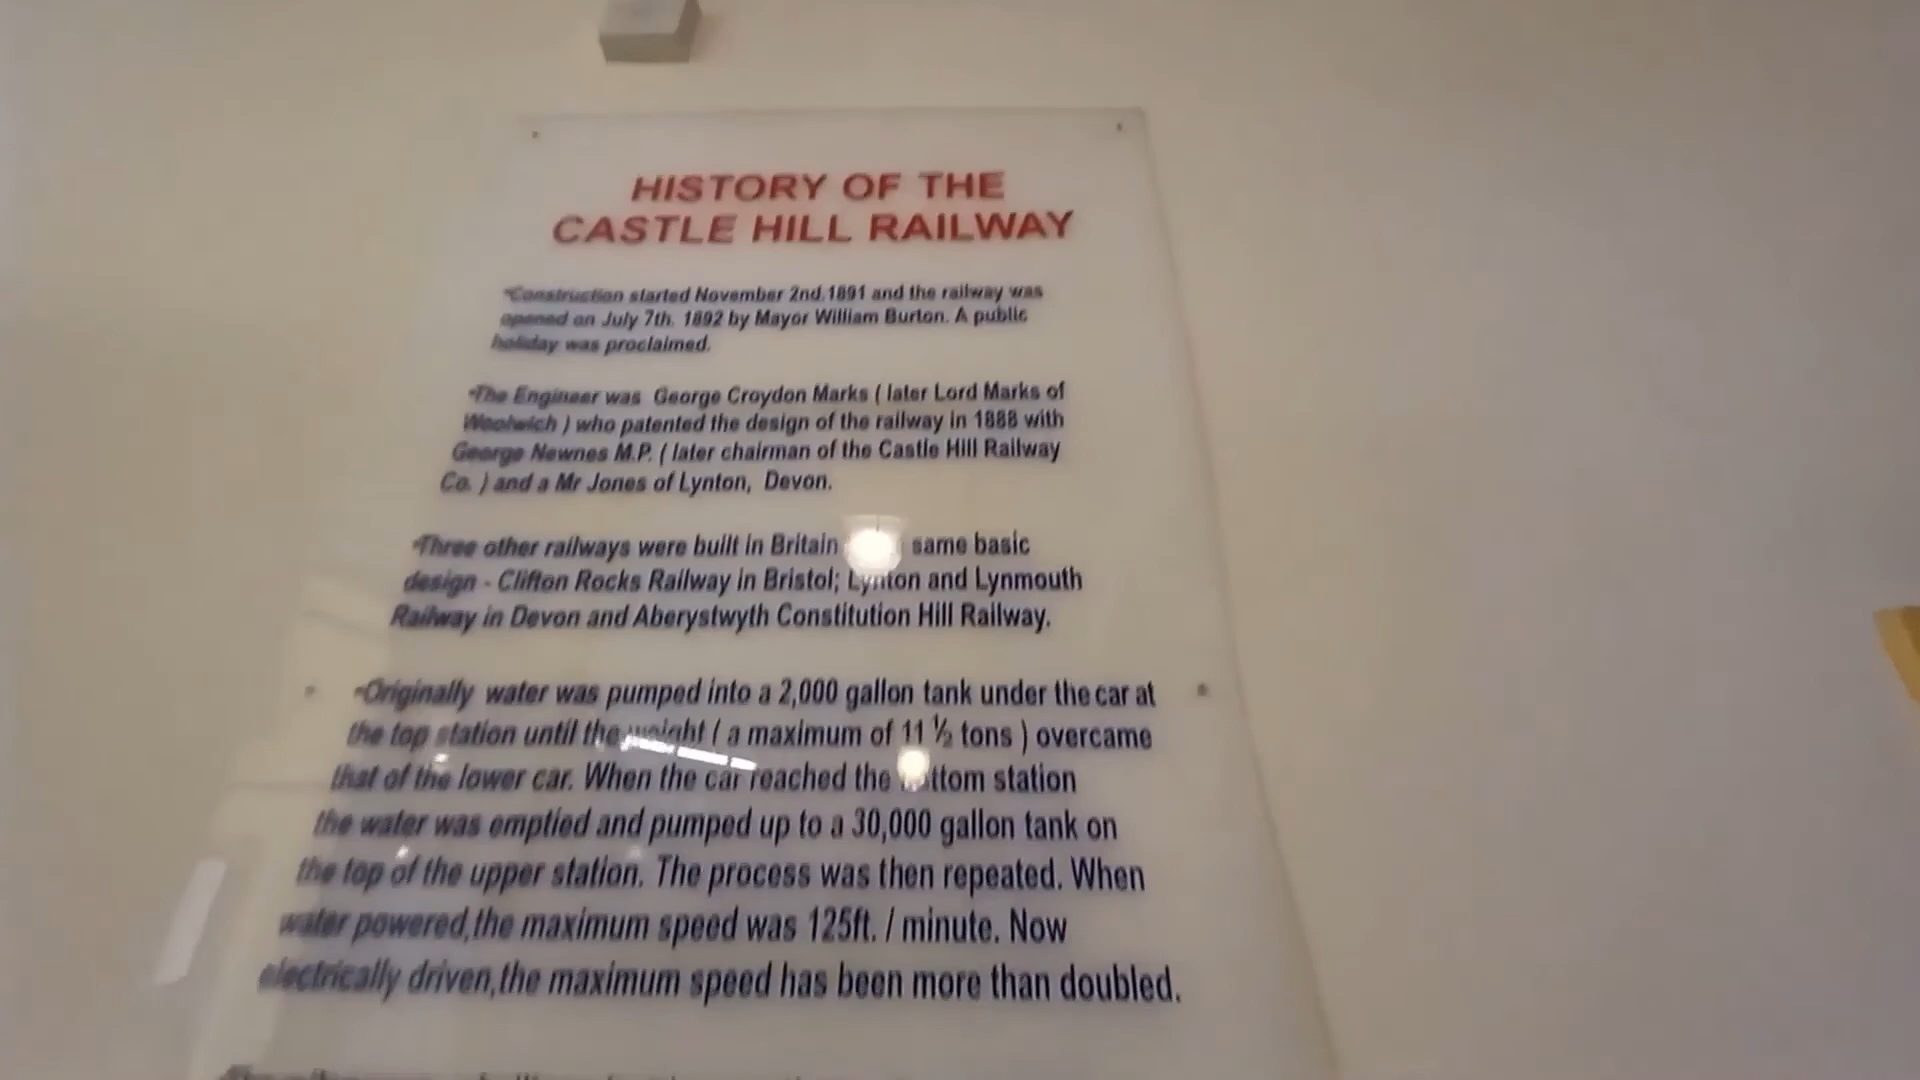 HISTORY OF THE
CASTLE HILL RAILWAY
*Construction started November 2nd. 1891 and the railway was
opened on July 7th. 1892 by Mayor William Burton. A public
holiday was proclaimed.
*The Engineer was George Croydon Marks ( later Lord Marks of
Woolwich ) who patented the design of the railway in 1888 with
George Newnes M.P. ( later chairman of the Castle Hill Railway
Co. ) and a Mr Jones of Lynton, Devon.
*Three other railways were built in Britain same basic
design - Clifton Rocks Railway in Bristol; Lynton and Lynmouth
Railway in Devon and Aberystwyth Constitution Hill Railway.
*Originally water was pumped into a 2,000 gallon tank under the car at
the top station until the weight ( a maximum of 11 ½ tons ) overcame
that of the lower car. When the car reached the bottom station
the water was emptied and pumped up to a 30,000 gallon tank on
the top of the upper station. The process was then repeated. When
water powered,the maximum speed was 125ft. / minute. Now
electrically driven,the maximum speed has been more than doubled.